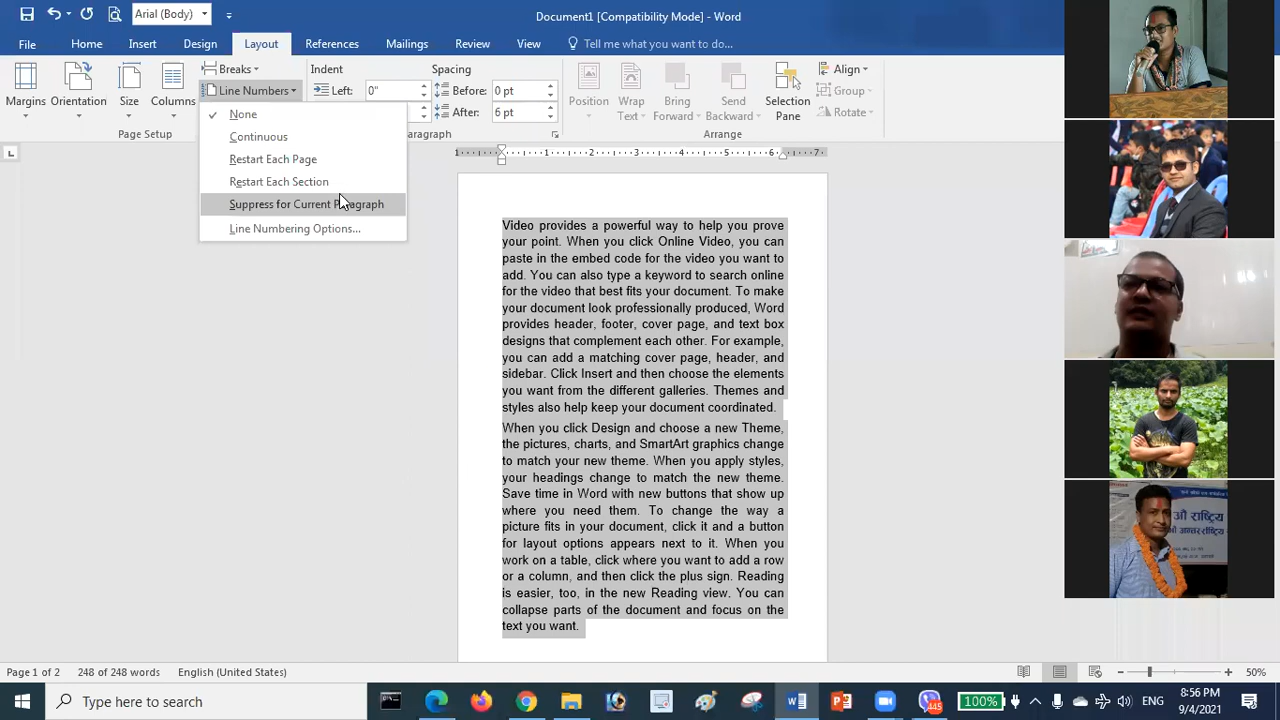 Arial (Body)
Document1 [Compatibility Mode] - Word
File Home Insert Design Layout References Mailings Review View Tell me what you want to do...
Breaks Indent Spacing Align
Line Numbers Left: 0" Before: 0 pt Group
Margins Orientation Size Columns After: 6 pt Position Wrap Text Bring Forward Send Backward Selection Pane Rotate
Page Setup Arrange
None
Continuous
Restart Each Page
Restart Each Section
Suppress for Current Paragraph
Line Numbering Options...
1 1 2 3 4 5 6 7
Video provides a powerful way to help you prove
your point. When you click Online Video, you can
paste in the embed code for the video you want to
add. You can also type a keyword to search online
for the video that best fits your document. To make
your document look professionally produced, Word
provides header, footer, cover page, and text box
designs that complement each other. For example,
you can add a matching cover page, header, and
sidebar. Click Insert and then choose the elements
you want from the different galleries. Themes and
styles also help keep your document coordinated.
When you click Design and choose a new Theme,
the pictures, charts, and SmartArt graphics change
to match your new theme. When you apply styles,
your headings change to match the new theme.
Save time in Word with new buttons that show up
where you need them. To change the way a
picture fits in your document, click it and a button
for layout options appears next to it. When you
work on a table, click where you want to add a row
or a column, and then click the plus sign. Reading
is easier, too, in the new Reading view. You can
collapse parts of the document and focus on the
text you want.
औ राष्ट्रिय
Page 1 of 2 248 of 248 words English (United States) 50%
Type here to search 445 100% ENG 8:56 PM
9/4/2021